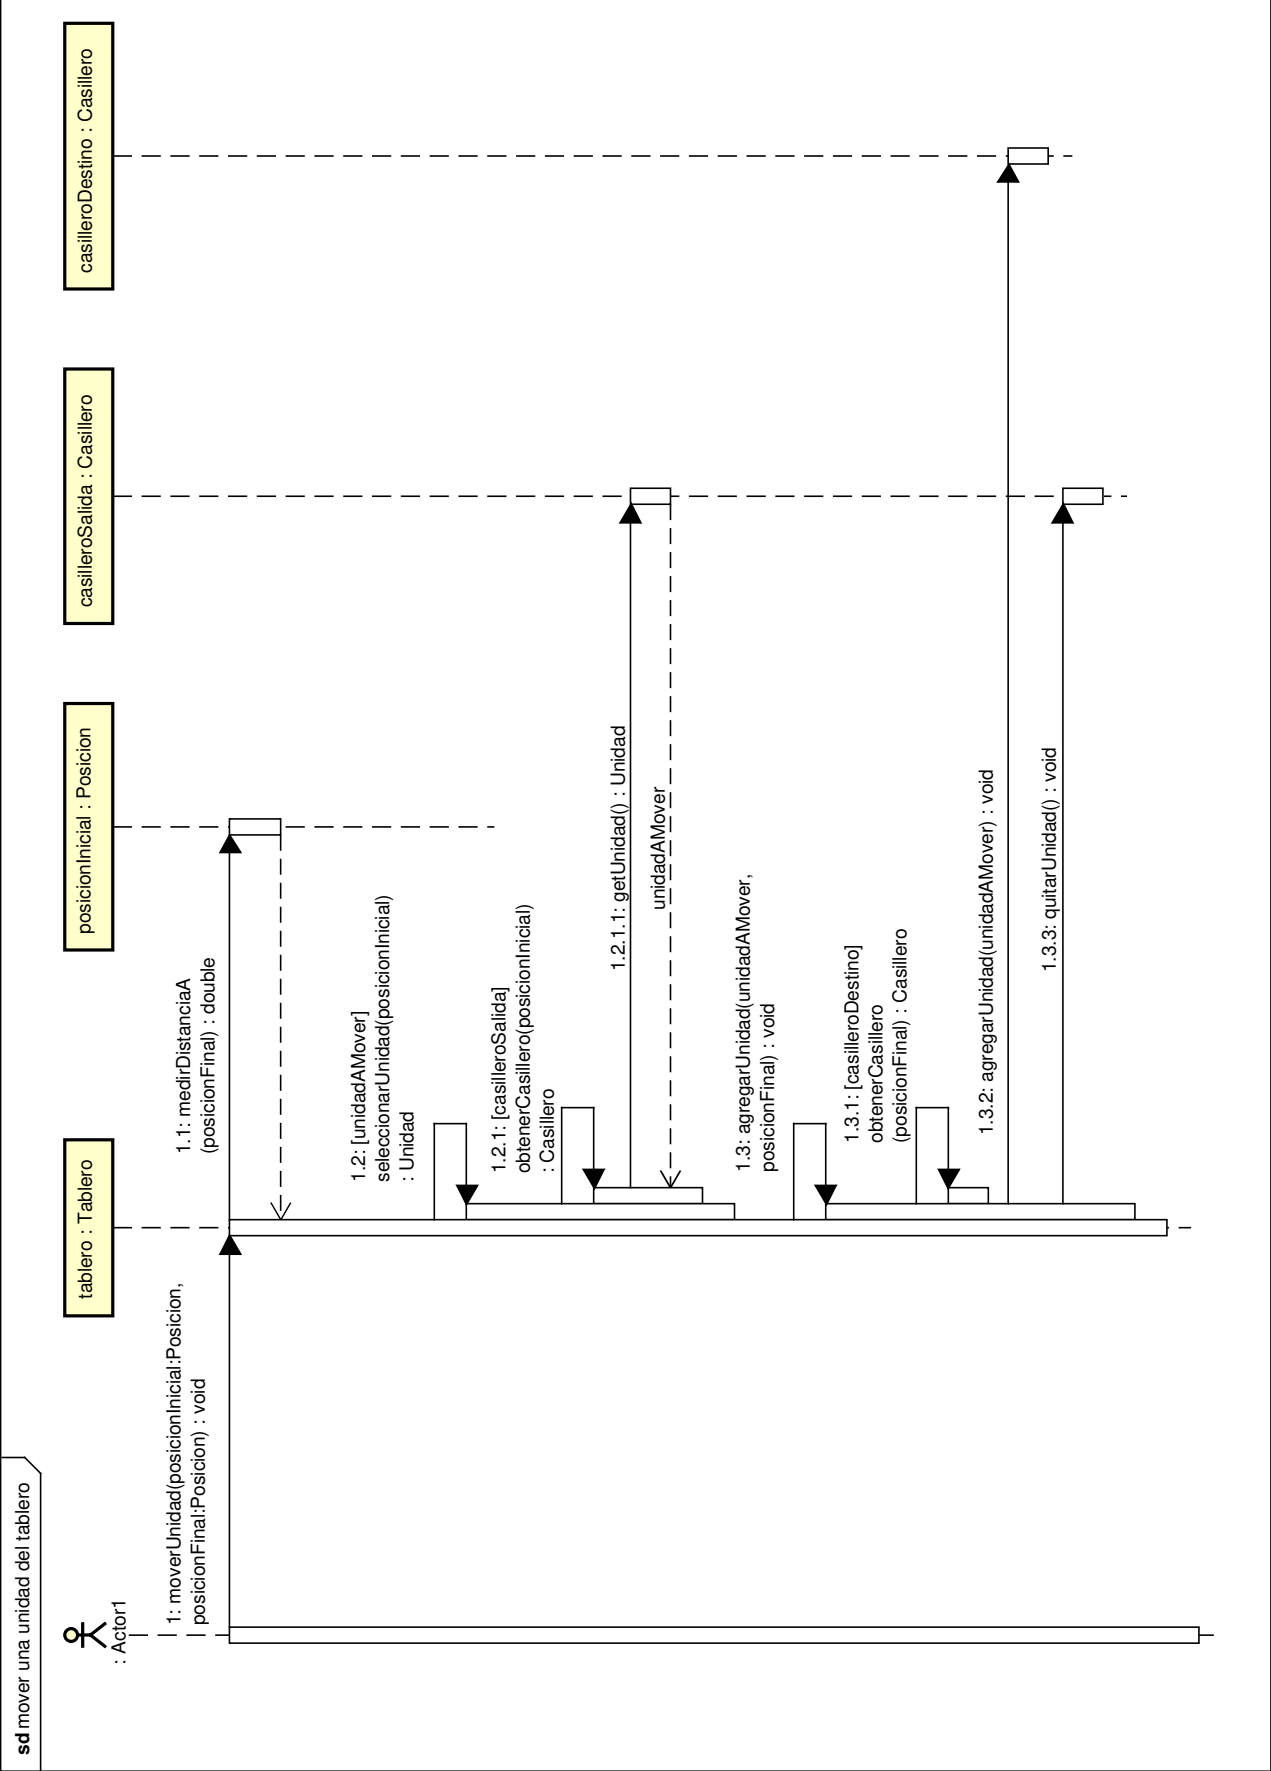 sd mover una unidad del tablero
: Actor1
tablero : Tablero
posicionInicial : Posicion
casilleroSalida : Casillero
casilleroDestino : Casillero
1: moverUnidad(posicionInicial:Posicion,
posicionFinal:Posicion) : void
1.1: medirDistanciaA
(posicionFinal) : double
1.2: [unidadAMover]
seleccionarUnidad(posicionInicial)
: Unidad
1.2.1: [casilleroSalida]
obtenerCasillero(posicionInicial)
: Casillero
1.2.1.1: getUnidad() : Unidad
unidadAMover
1.3: agregarUnidad(unidadAMover,
posicionFinal) : void
1.3.1: [casilleroDestino]
obtenerCasillero
(posicionFinal) : Casillero
1.3.2: agregarUnidad(unidadAMover) : void
1.3.3: quitarUnidad() : void